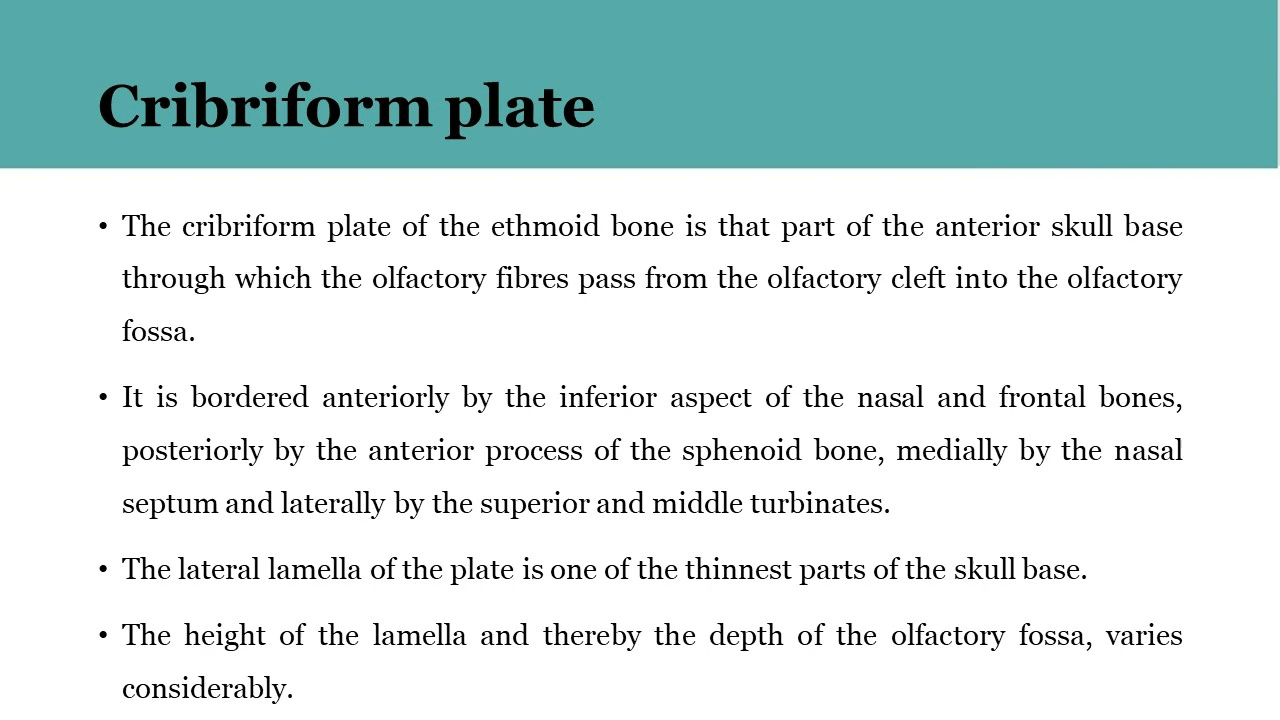 Cribriform plate
• The cribriform plate of the ethmoid bone is that part of the anterior skull base
through which the olfactory fibres pass from the olfactory cleft into the olfactory
fossa.
• It is bordered anteriorly by the inferior aspect of the nasal and frontal bones,
posteriorly by the anterior process of the sphenoid bone, medially by the nasal
septum and laterally by the superior and middle turbinates.
• The lateral lamella of the plate is one of the thinnest parts of the skull base.
• The height of the lamella and thereby the depth of the olfactory fossa, varies
considerably.